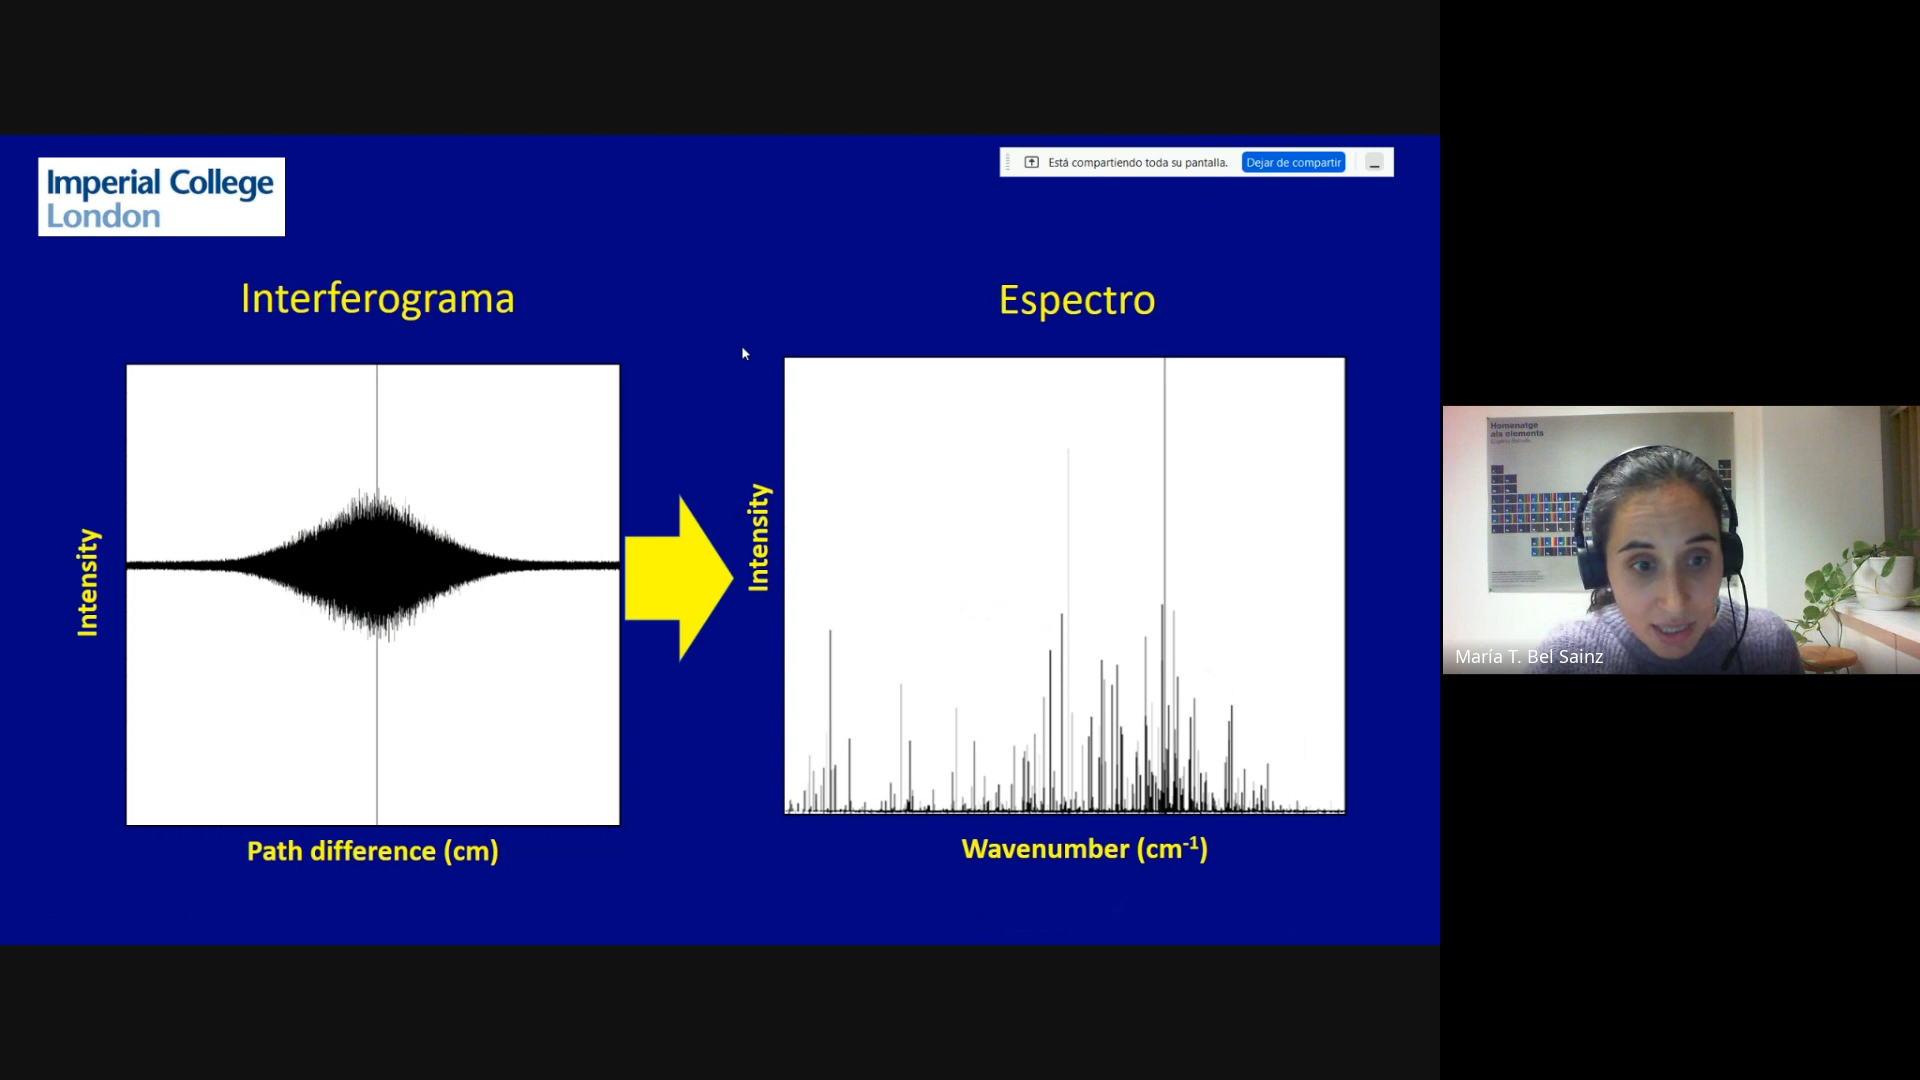 Imperial College
London
Está compartiendo toda su pantalla.
Dejar de compartir
Interferograma
Espectro
Intensity
Path difference (cm)
Intensity
Wavenumber (cm⁻¹)
Homenatge
als elements
María T. Bel Sainz